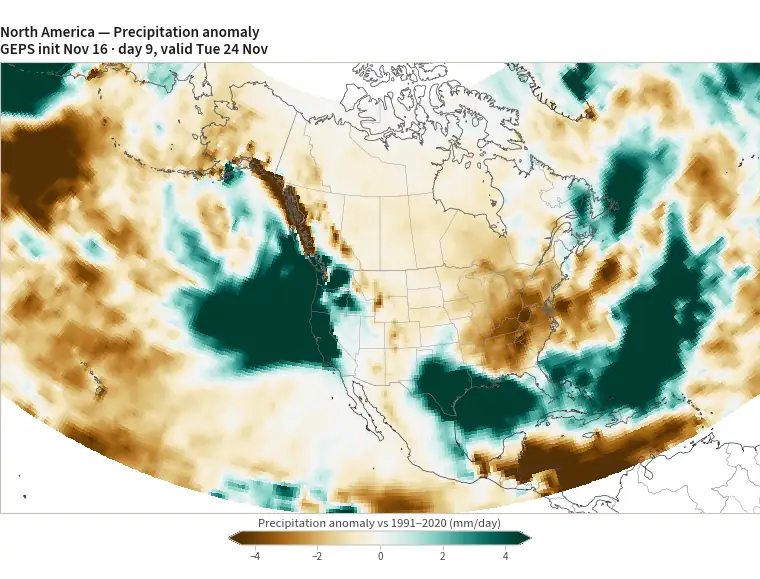 North America — Precipitation anomaly
GEPS init Nov 16 · day 9, valid Tue 24 Nov
Precipitation anomaly vs 1991–2020 (mm/day)
−4 −2 0 2 4